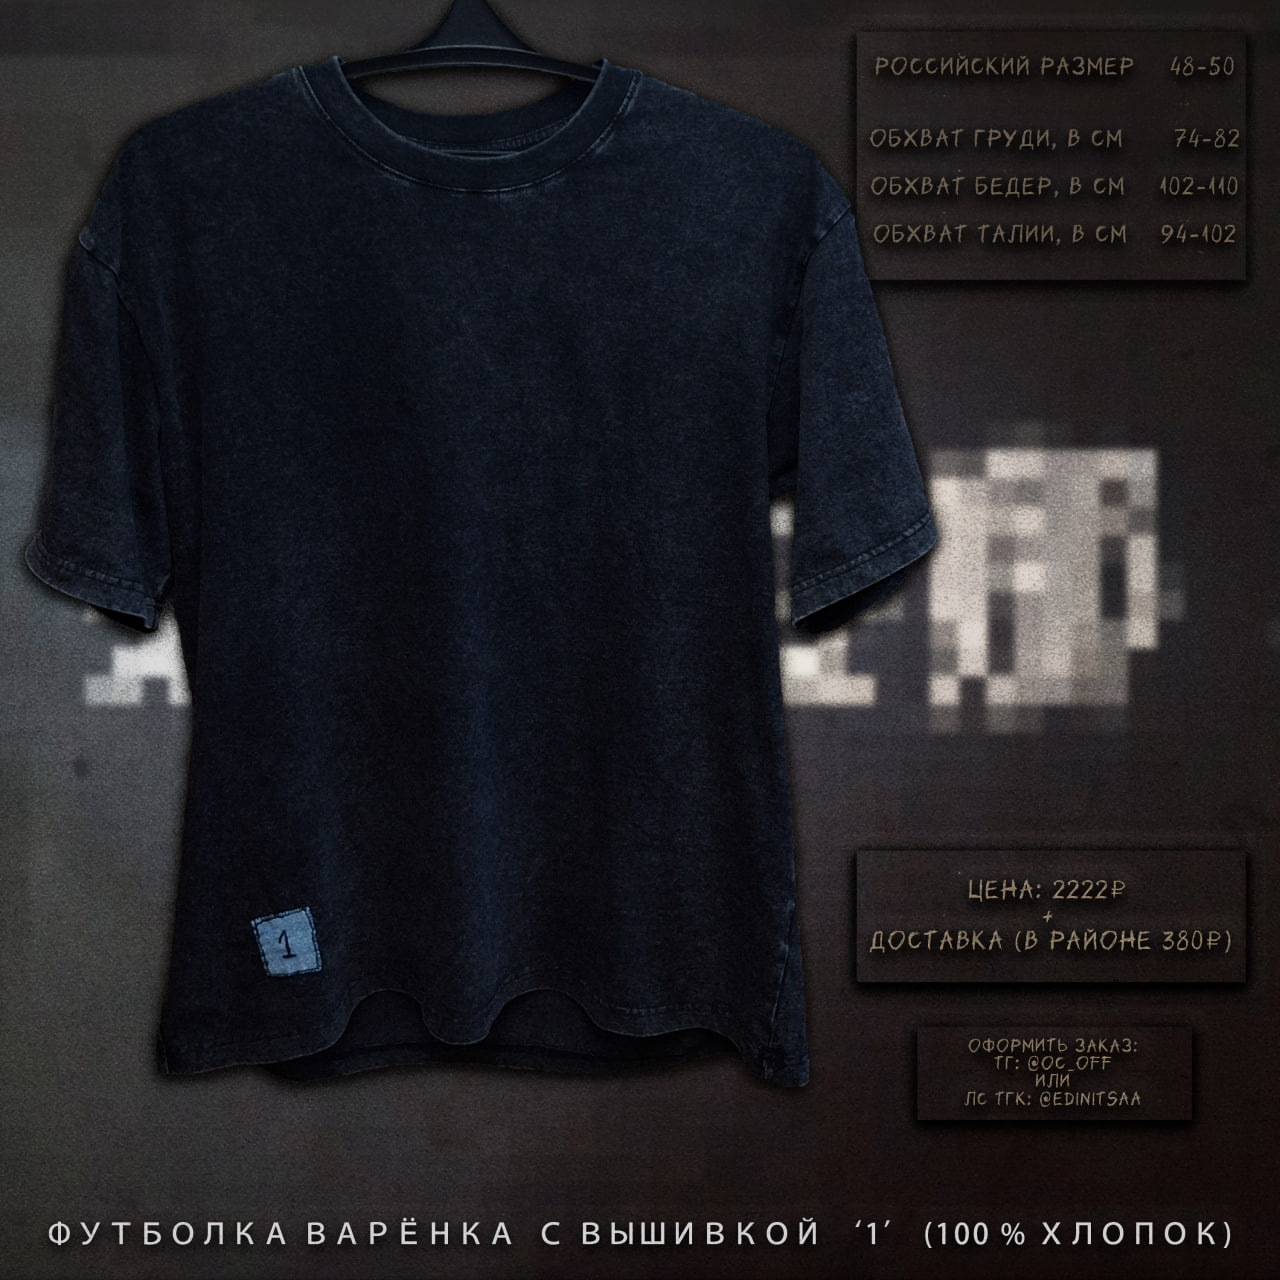 РОССИЙСКИЙ РАЗМЕР 48-50
ОБХВАТ ГРУДИ, В СМ 74-82
ОБХВАТ БЕДЕР, В СМ 102-110
ОБХВАТ ТАЛИИ, В СМ 94-102
1
ЦЕНА: 2222₽
+
ДОСТАВКА (В РАЙОНЕ 380₽)
ОФОРМИТЬ ЗАКАЗ:
ТГ: @OC_OFF
ИЛИ
ЛС ТГК: @EDINITSAA
ФУТБОЛКА ВАРЁНКА С ВЫШИВКОЙ ‘1’ (100 % ХЛОПОК)